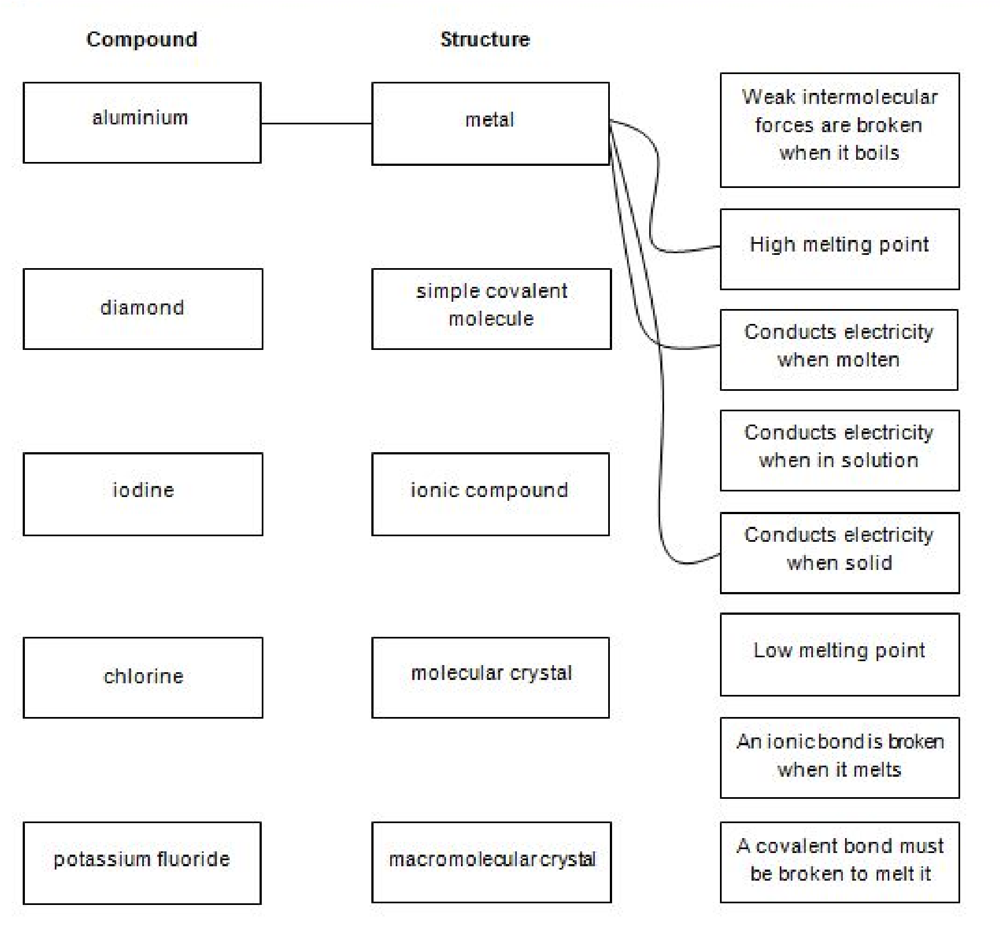 Compound
Structure
aluminium
metal
Weak intermolecular
forces are broken
when it boils
High melting point
diamond
simple covalent
molecule
Conducts electricity
when molten
Conducts electricity
when in solution
iodine
ionic compound
Conducts electricity
when solid
chlorine
molecular crystal
Low melting point
An ionic bond is broken
when it melts
potassium fluoride
macromolecular crystal
A covalent bond must
be broken to melt it